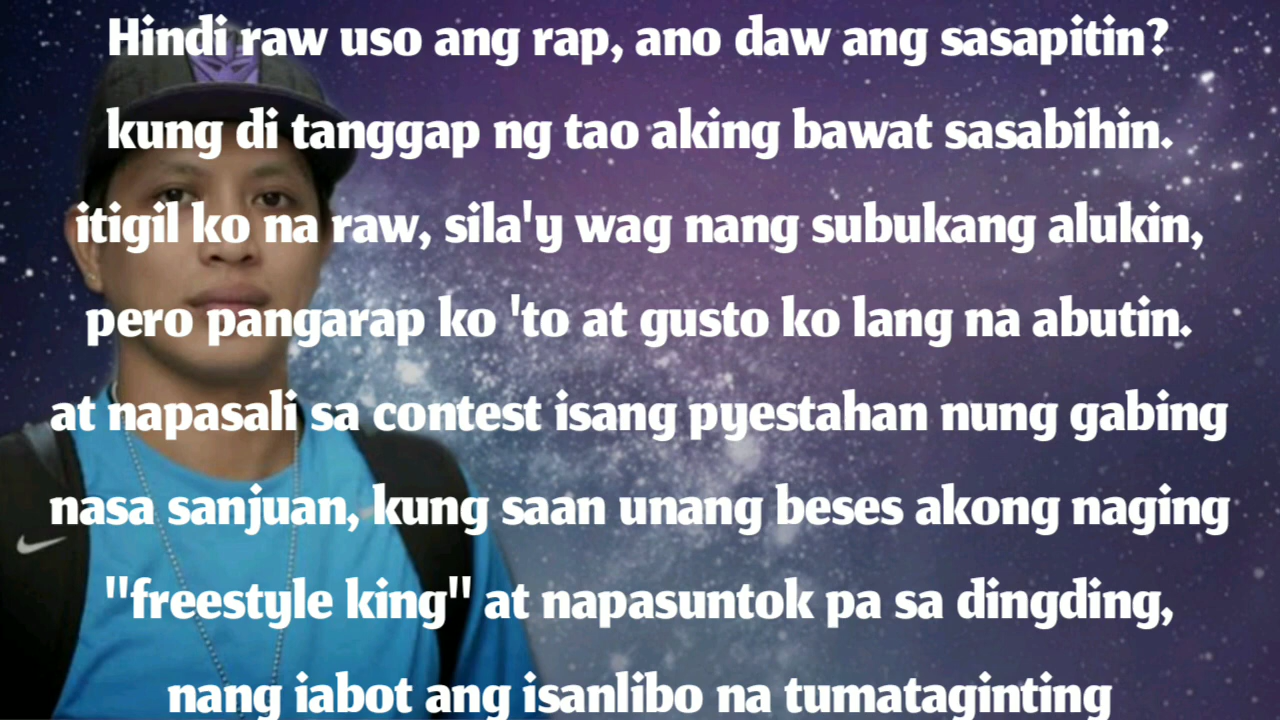 Hindi raw uso ang rap, ano daw ang sasapitin?
kung di tanggap ng tao aking bawat sasabihin.
itigil ko na raw, sila'y wag nang subukang alukin,
pero pangarap ko 'to at gusto ko lang na abutin.
at napasali sa contest isang pyestahan nung gabing
nasa sanjuan, kung saan unang beses akong naging
"freestyle king" at napasuntok pa sa dingding,
nang iabot ang isanlibo na tumataginting